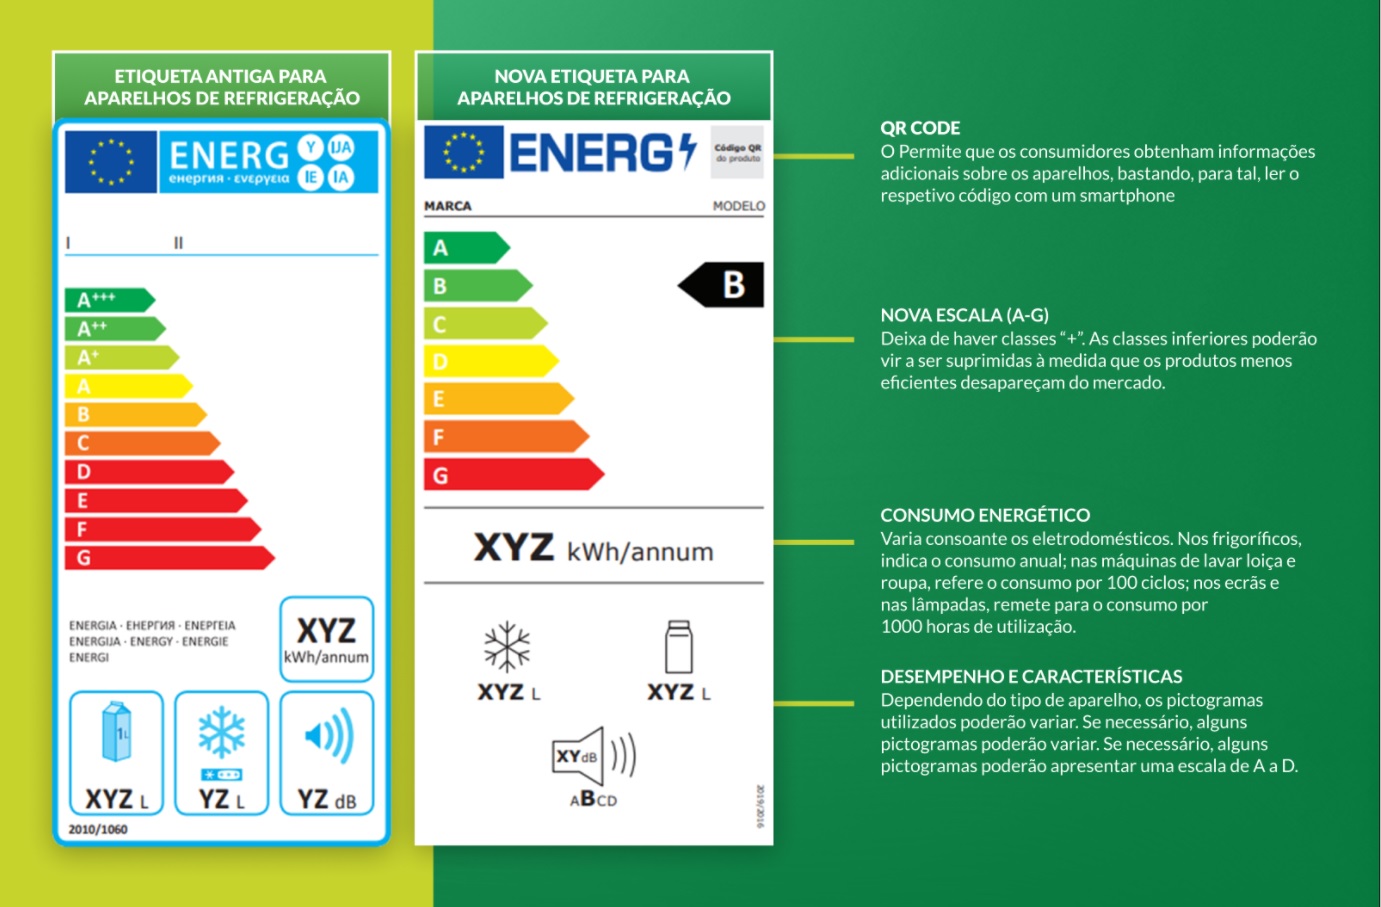 ETIQUETA ANTIGA PARA
APARELHOS DE REFRIGERAÇÃO
ENERG
енергия · ενεργεια
Y
IJA
IE
IA
I
II
A+++
A++
A+
A
B
C
D
E
F
G
ENERGIA · ЕНЕРГИЯ · ΕΝΕΡΓΕΙΑ
ENERGIJA · ENERGY · ENERGIE
ENERGI
XYZ
kWh/annum
1L
XYZ L
YZ L
YZ dB
2010/1060
NOVA ETIQUETA PARA
APARELHOS DE REFRIGERAÇÃO
ENERG
Código QR
do produto
MARCA
MODELO
A
B
B
C
D
E
F
G
XYZ kWh/annum
XYZ L
XYZ L
XYdB
ABCD
2019/2016
QR CODE
O Permite que os consumidores obtenham informações
adicionais sobre os aparelhos, bastando, para tal, ler o
respetivo código com um smartphone
NOVA ESCALA (A-G)
Deixa de haver classes “+”. As classes inferiores poderão
vir a ser suprimidas à medida que os produtos menos
eficientes desapareçam do mercado.
CONSUMO ENERGÉTICO
Varia consoante os eletrodomésticos. Nos frigoríficos,
indica o consumo anual; nas máquinas de lavar loiça e
roupa, refere o consumo por 100 ciclos; nos ecrãs e
nas lâmpadas, remete para o consumo por
1000 horas de utilização.
DESEMPENHO E CARACTERÍSTICAS
Dependendo do tipo de aparelho, os pictogramas
utilizados poderão variar. Se necessário, alguns
pictogramas poderão variar. Se necessário, alguns
pictogramas poderão apresentar uma escala de A a D.